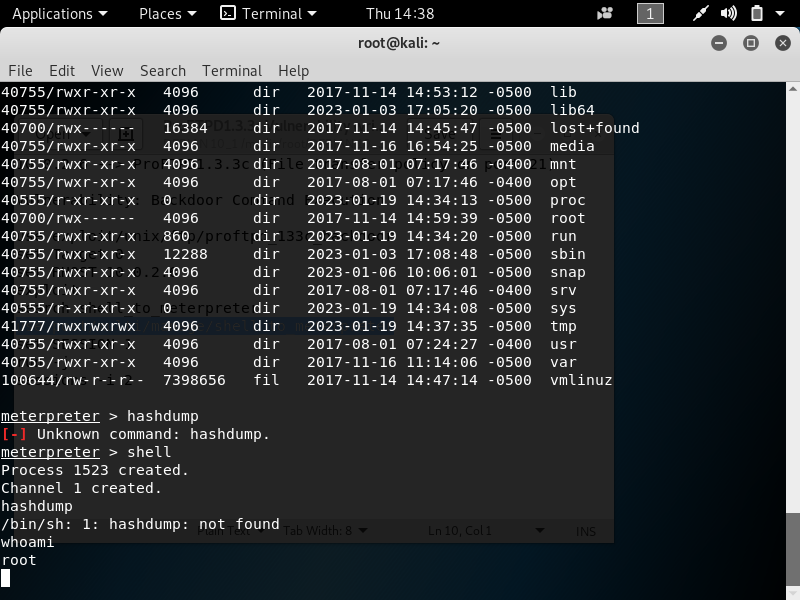 Applications Places Terminal Thu 14:38 1
root@kali: ~
File Edit View Search Terminal Help
40755/rwxr-xr-x 4096 dir 2017-11-14 14:53:12 -0500 lib
40755/rwxr-xr-x 4096 dir 2023-01-03 17:05:20 -0500 lib64
40700/rwx------ 16384 dir 2017-11-14 14:45:47 -0500 lost+found
40755/rwxr-xr-x 4096 dir 2017-11-16 16:54:25 -0500 media
40755/rwxr-xr-x 4096 dir 2017-08-01 07:17:46 -0400 mnt
40755/rwxr-xr-x 4096 dir 2017-08-01 07:17:46 -0400 opt
40555/r-xr-xr-x 0 dir 2023-01-19 14:34:13 -0500 proc
40700/rwx------ 4096 dir 2017-11-14 14:59:39 -0500 root
40755/rwxr-xr-x 860 dir 2023-01-19 14:34:20 -0500 run
40755/rwxr-xr-x 12288 dir 2023-01-03 17:08:48 -0500 sbin
40755/rwxr-xr-x 4096 dir 2023-01-06 10:06:01 -0500 snap
40755/rwxr-xr-x 4096 dir 2017-08-01 07:17:46 -0400 srv
40555/r-xr-xr-x 0 dir 2023-01-19 14:34:08 -0500 sys
41777/rwxrwxrwx 4096 dir 2023-01-19 14:37:35 -0500 tmp
40755/rwxr-xr-x 4096 dir 2017-08-01 07:24:27 -0400 usr
40755/rwxr-xr-x 4096 dir 2017-11-16 11:14:06 -0500 var
100644/rw-r--r-- 7398656 fil 2017-11-14 14:47:14 -0500 vmlinuz
meterpreter > hashdump
[-] Unknown command: hashdump.
meterpreter > shell
Process 1523 created.
Channel 1 created.
hashdump
/bin/sh: 1: hashdump: not found
Plain Text Tab Width: 8 Ln 10, Col 1 INS
whoami
root